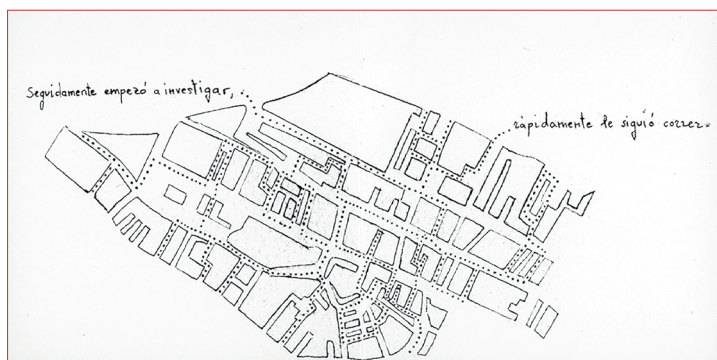 Seguidamente empezó a investigar,
rápidamente le siguió correr.